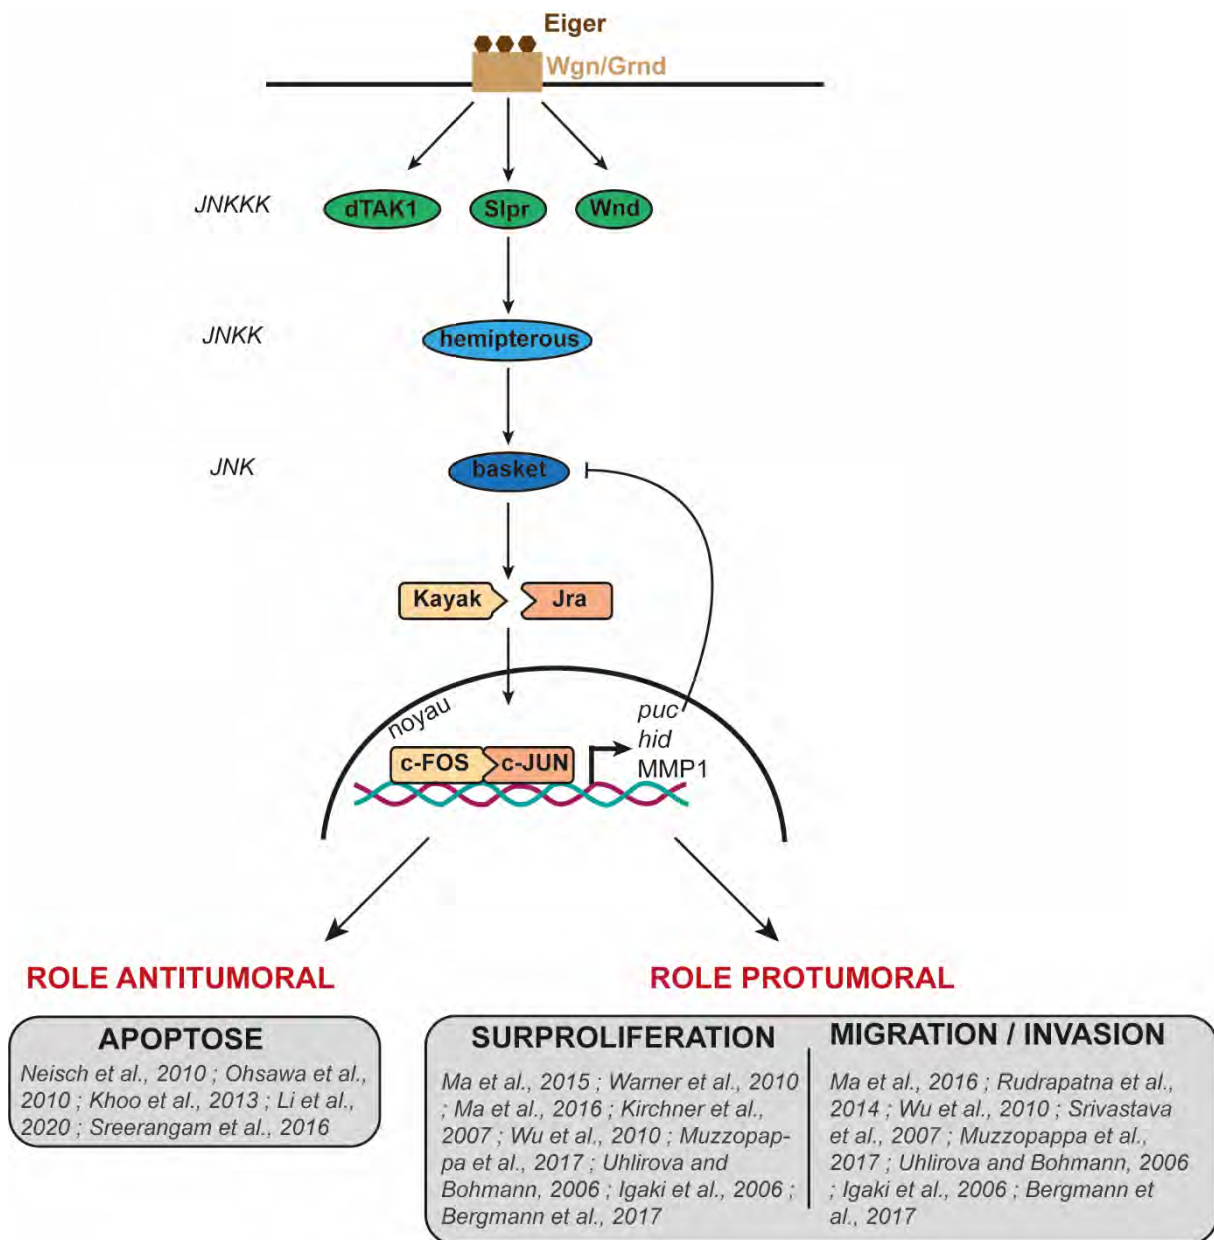 Eiger
Wgn/Grnd
JNKKK
dTAK1
Slpr
Wnd
JNKK
hemipterous
JNK
basket
Kayak
Jra
noyau
puc
hid
MMP1
c-FOS
c-JUN
ROLE ANTITUMORAL
ROLE PROTUMORAL
APOPTOSE
Neisch et al., 2010 ; Ohsawa et al.,
2010 ; Khoo et al., 2013 ; Li et al.,
2020 ; Sreerangam et al., 2016
SURPROLIFERATION
Ma et al., 2015 ; Warner et al., 2010
; Ma et al., 2016 ; Kirchner et al.,
2007 ; Wu et al., 2010 ; Muzzopap-
pa et al., 2017 ; Uhlirova and
Bohmann, 2006 ; Igaki et al., 2006 ;
Bergmann et al., 2017
MIGRATION / INVASION
Ma et al., 2016 ; Rudrapatna et al.,
2014 ; Wu et al., 2010 ; Srivastava
et al., 2007 ; Muzzopappa et al.,
2017 ; Uhlirova and Bohmann, 2006
; Igaki et al., 2006 ; Bergmann et
al., 2017